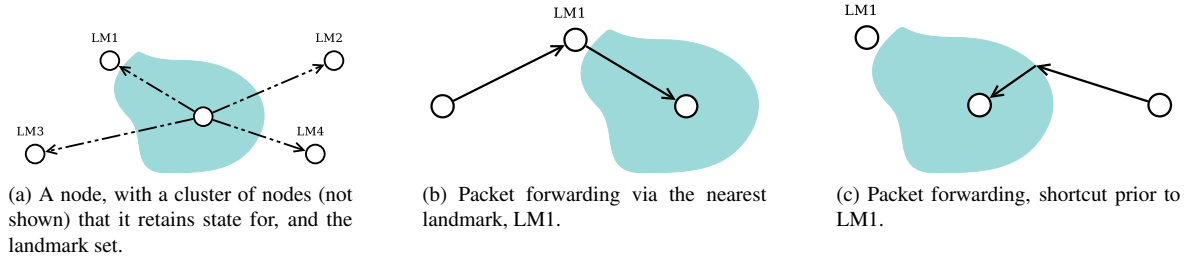 LM1
LM2
LM3
LM4
(a) A node, with a cluster of nodes (not
shown) that it retains state for, and the
landmark set.
LM1
(b) Packet forwarding via the nearest
landmark, LM1.
LM1
(c) Packet forwarding, shortcut prior to
LM1.